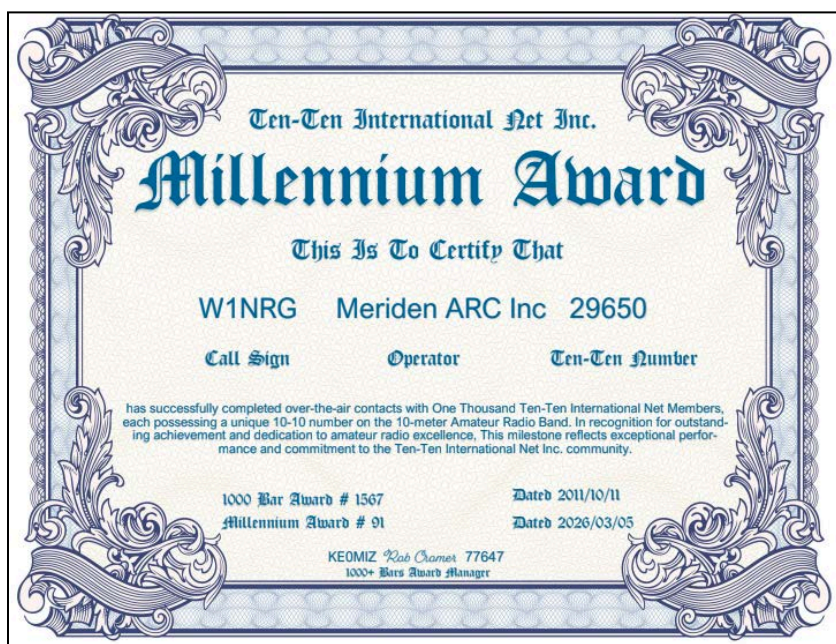 Ten-Ten International Net Inc.
Millennium Award
This Is To Certify That
W1NRG Meriden ARC Inc 29650
Call Sign Operator Ten-Ten Number
has successfully completed over-the-air contacts with One Thousand Ten-Ten International Net Members,
each possessing a unique 10-10 number on the 10-meter Amateur Radio Band. In recognition for outstand-
ing achievement and dedication to amateur radio excellence, This milestone reflects exceptional perfor-
mance and commitment to the Ten-Ten International Net Inc. community.
1000 Bar Award # 1567 Dated 2011/10/11
Millennium Award # 91 Dated 2026/03/05
KE0MIZ Rob Cramer 77647
1000+ Bars Award Manager